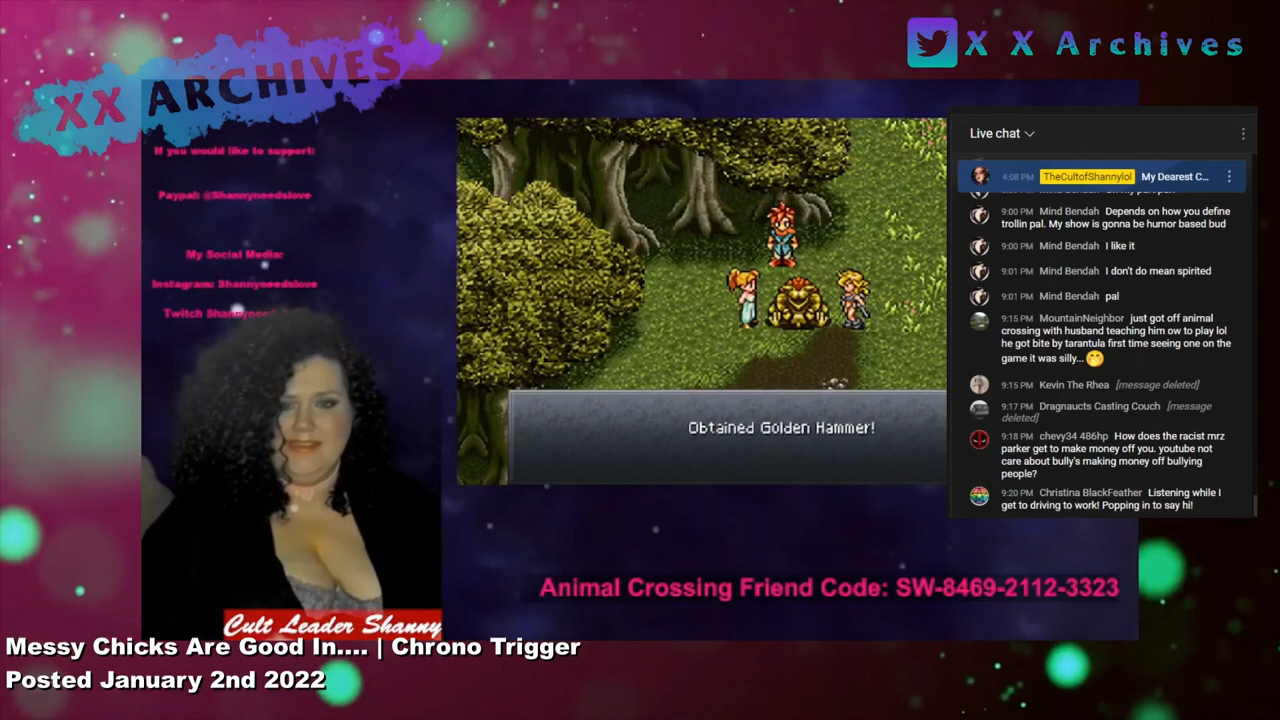 XX ARCHIVES
X X Archives
If you would like to support:
Paypal: @Shannyneedslove
My Social Media:
Instagram: Shannyneedslove
Twitch
Obtained Golden Hammer!
Live chat
4:08 PM TheCultofShannylol My Dearest C...
9:00 PM Mind Bendah Depends on how you define
trollin pal. My show is gonna be humor based bud
9:00 PM Mind Bendah I like it
9:01 PM Mind Bendah I don't do mean spirited
9:01 PM Mind Bendah pal
9:15 PM MountainNeighbor just got off animal
crossing with husband teaching him ow to play lol
he got bite by tarantula first time seeing one on the
game it was silly...
9:15 PM Kevin The Rhea [message deleted]
9:17 PM Dragnaucts Casting Couch [message
deleted]
9:18 PM chevy34 486hp How does the racist mrz
parker get to make money off you. youtube not
care about bully's making money off bullying
people?
9:20 PM Christina BlackFeather Listening while I
get to driving to work! Popping in to say hi!
Animal Crossing Friend Code: SW-8469-2112-3323
Cult Leader Shanny
Messy Chicks Are Good In.... | Chrono Trigger
Posted January 2nd 2022